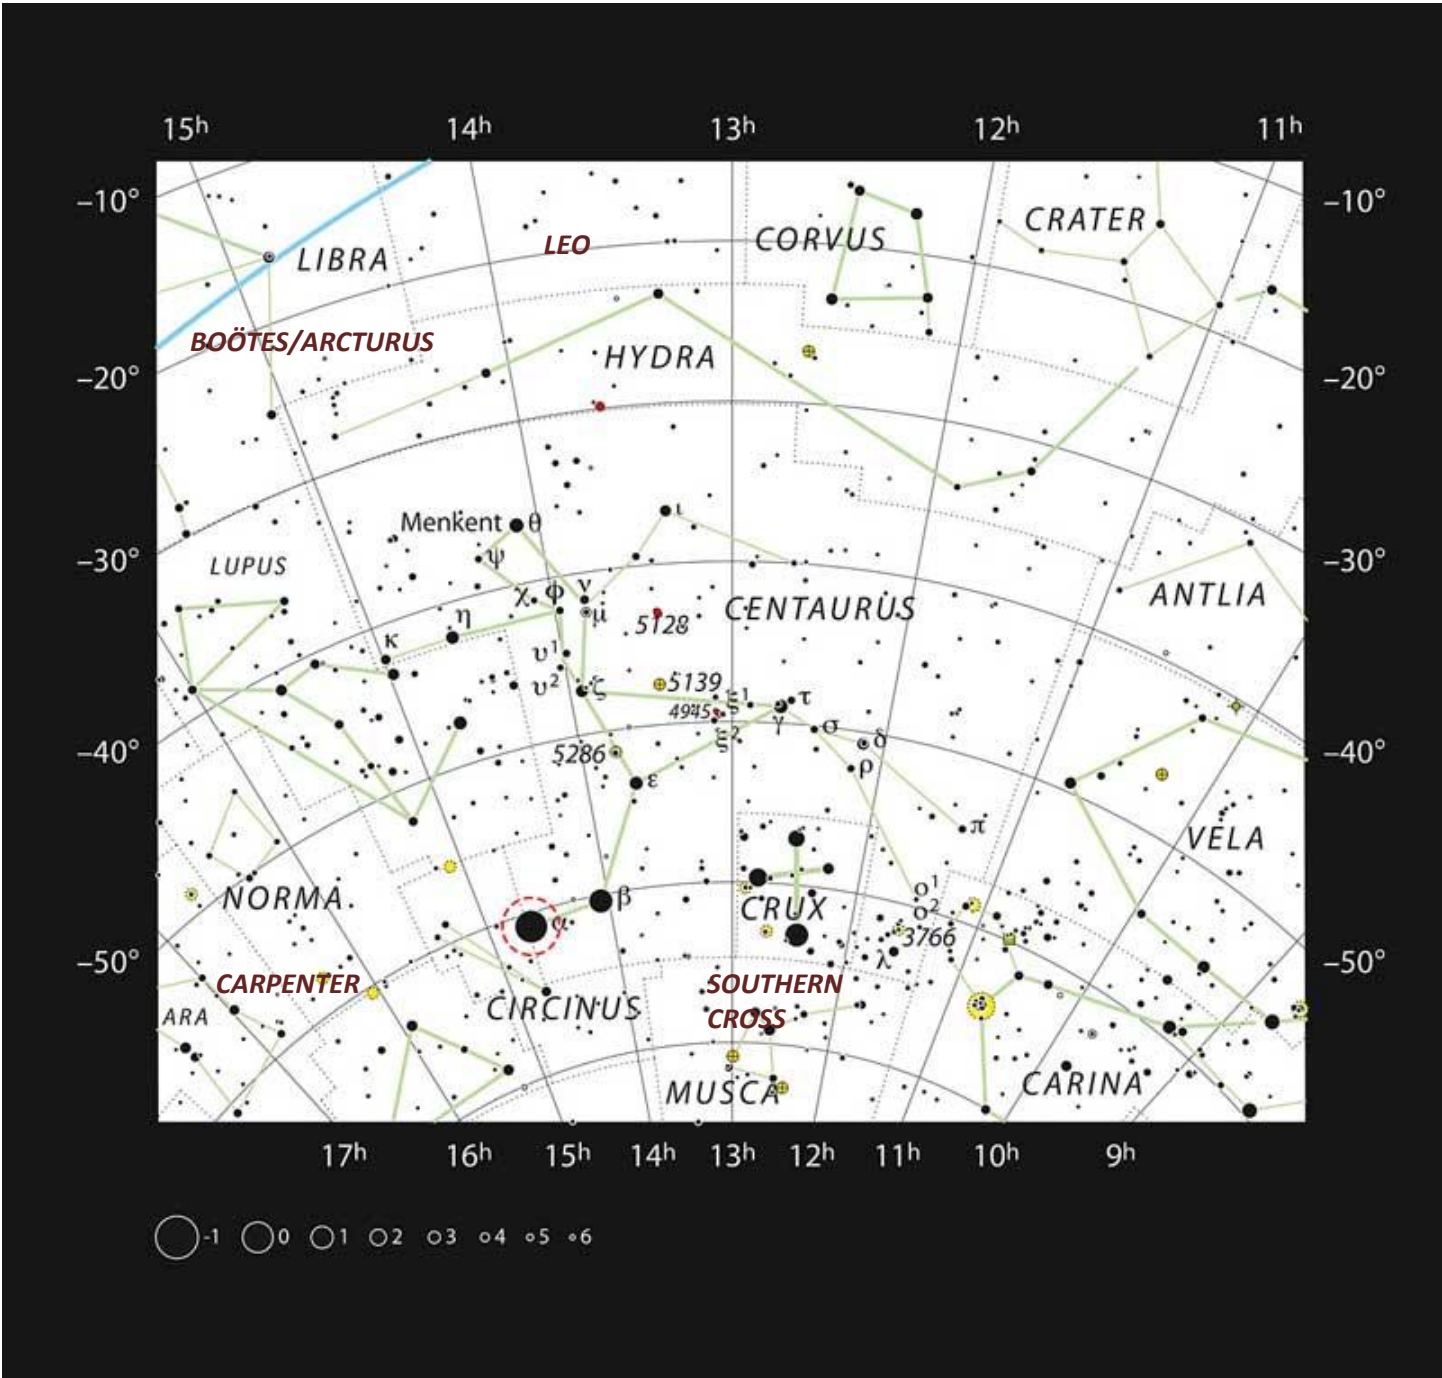 15h 14h 13h 12h 11h
–10° –10°
CRATER
CORVUS
LEO
LIBRA
BOÖTES/ARCTURUS
HYDRA
–20° –20°
Menkent θ ι
ψ
–30° –30°
LUPUS
χ φ ν
ANTLIA
η μ CENTAURUS
5128
κ
υ¹
υ² ζ 5139 ξ¹ τ
4945 γ σ
ξ² δ
–40° –40°
5286 ρ
ε
π
VELA
ο¹
NORMA β CRUX ο²
α 3766
λ
–50° –50°
CARPENTER SOUTHERN
CROSS
CIRCINUS
ARA
MUSCA CARINA
17h 16h 15h 14h 13h 12h 11h 10h 9h
-1 0 1 2 3 4 5 6